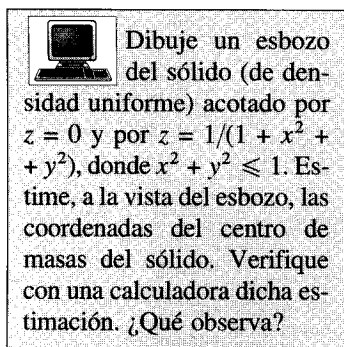 Dibuje un esbozo
del sólido (de den-
sidad uniforme) acotado por
z = 0 y por z = 1/(1 + x² +
+ y²), donde x² + y² ⩽ 1. Es-
time, a la vista del esbozo, las
coordenadas del centro de
masas del sólido. Verifique
con una calculadora dicha es-
timación. ¿Qué observa?